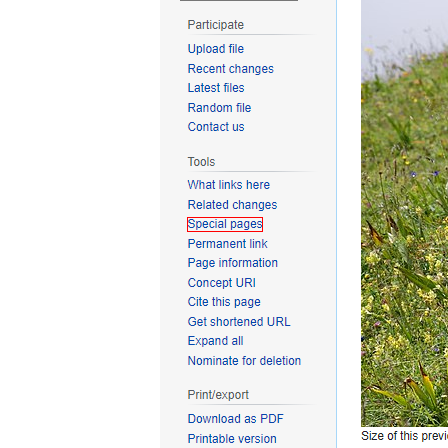 Participate
Upload file
Recent changes
Latest files
Random file
Contact us
Tools
What links here
Related changes
Special pages
Permanent link
Page information
Concept URI
Cite this page
Get shortened URL
Expand all
Nominate for deletion
Print/export
Download as PDF
Printable version
Size of this previ